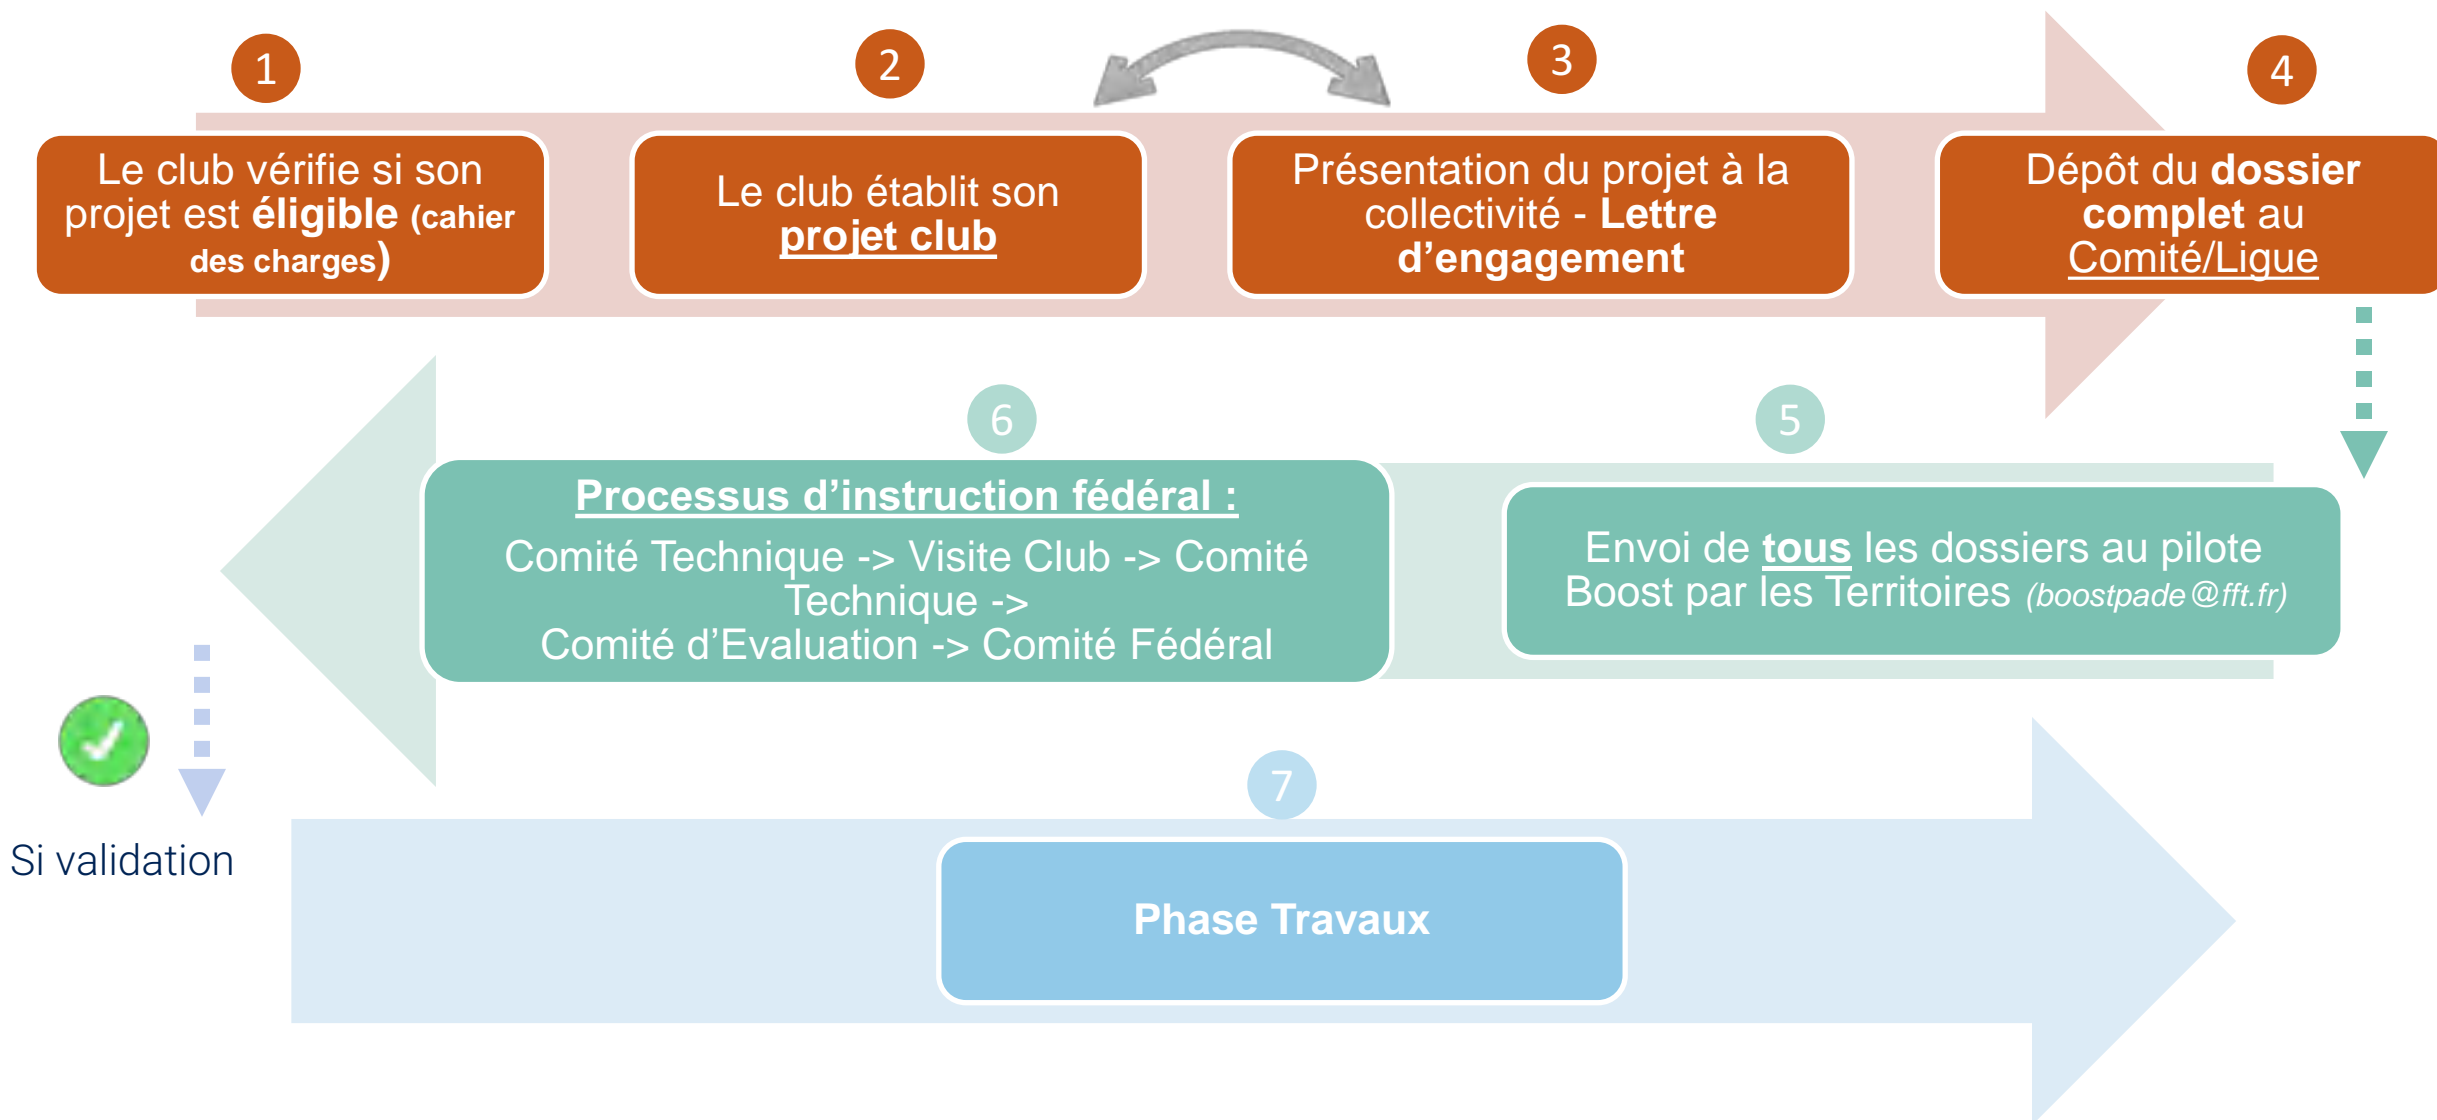 1
2
3
4
Le club vérifie si son
projet est éligible (cahier
des charges)
Le club établit son
projet club
Présentation du projet à la
collectivité - Lettre
d’engagement
Dépôt du dossier
complet au
Comité/Ligue
6
5
Processus d’instruction fédéral :
Comité Technique -> Visite Club -> Comité
Technique ->
Comité d’Evaluation -> Comité Fédéral
Envoi de tous les dossiers au pilote
Boost par les Territoires (boostpade@fft.fr)
Si validation
7
Phase Travaux